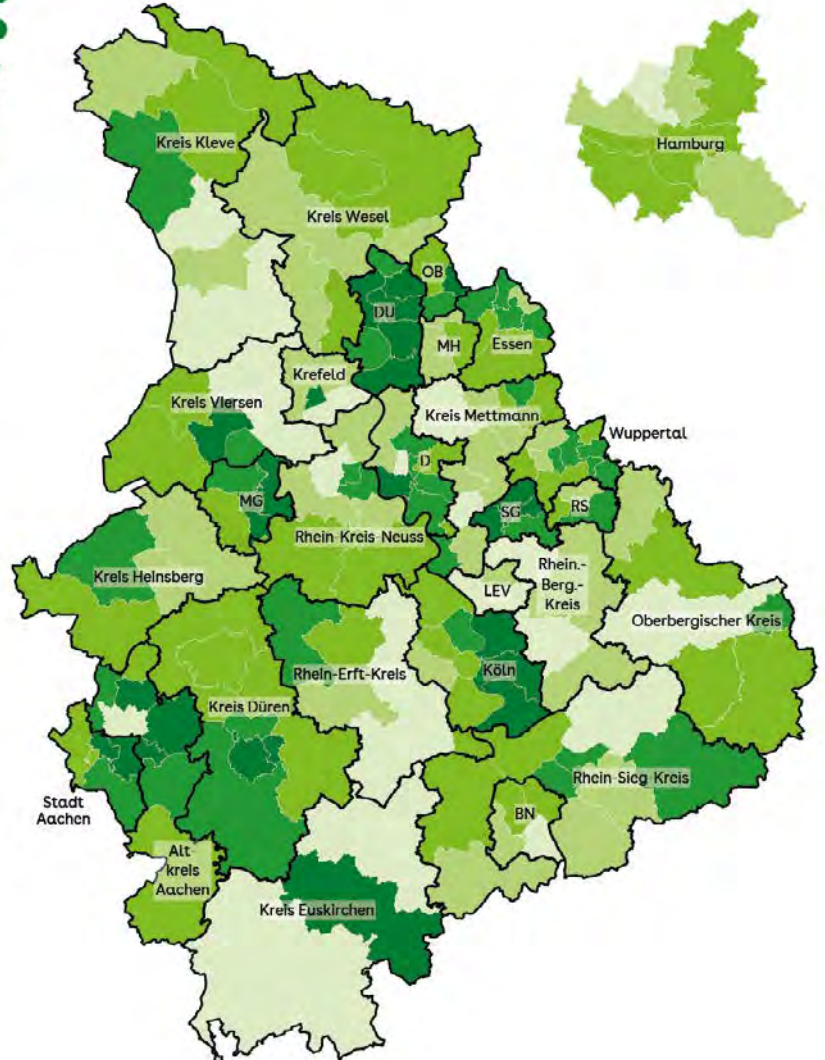 Kreis Kleve
Hamburg
Kreis Wesel
OB
DU
MH
Essen
Krefeld
Kreis Viersen
Kreis Mettmann
Wuppertal
D
MG
SG
RS
Rhein-Kreis-Neuss
Kreis Heinsberg
LEV
Rhein.-
Berg.-
Kreis
Oberbergischer Kreis
Rhein-Erft-Kreis
Köln
Kreis Düren
Rhein-Sieg-Kreis
Stadt
Aachen
BN
Alt-
kreis
Aachen
Kreis Euskirchen